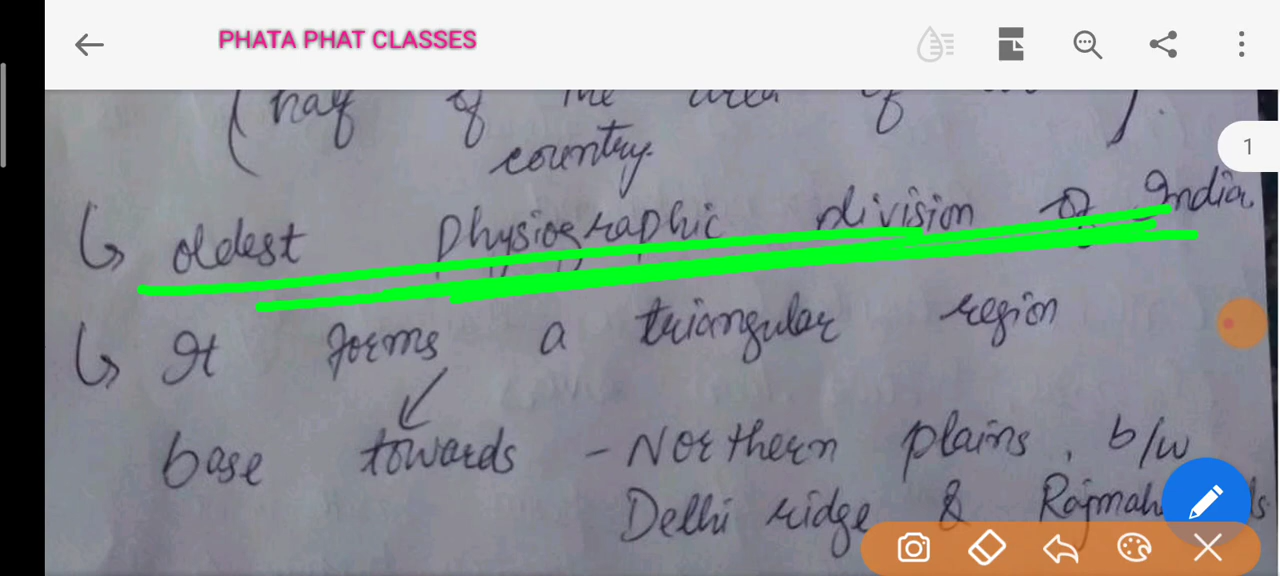 PHATA PHAT CLASSES
1
(half of the area of).
country.
↳ oldest physiographic division of India.
↳ It forms a triangular region
base towards - Northern plains, b/w
Delhi ridge &